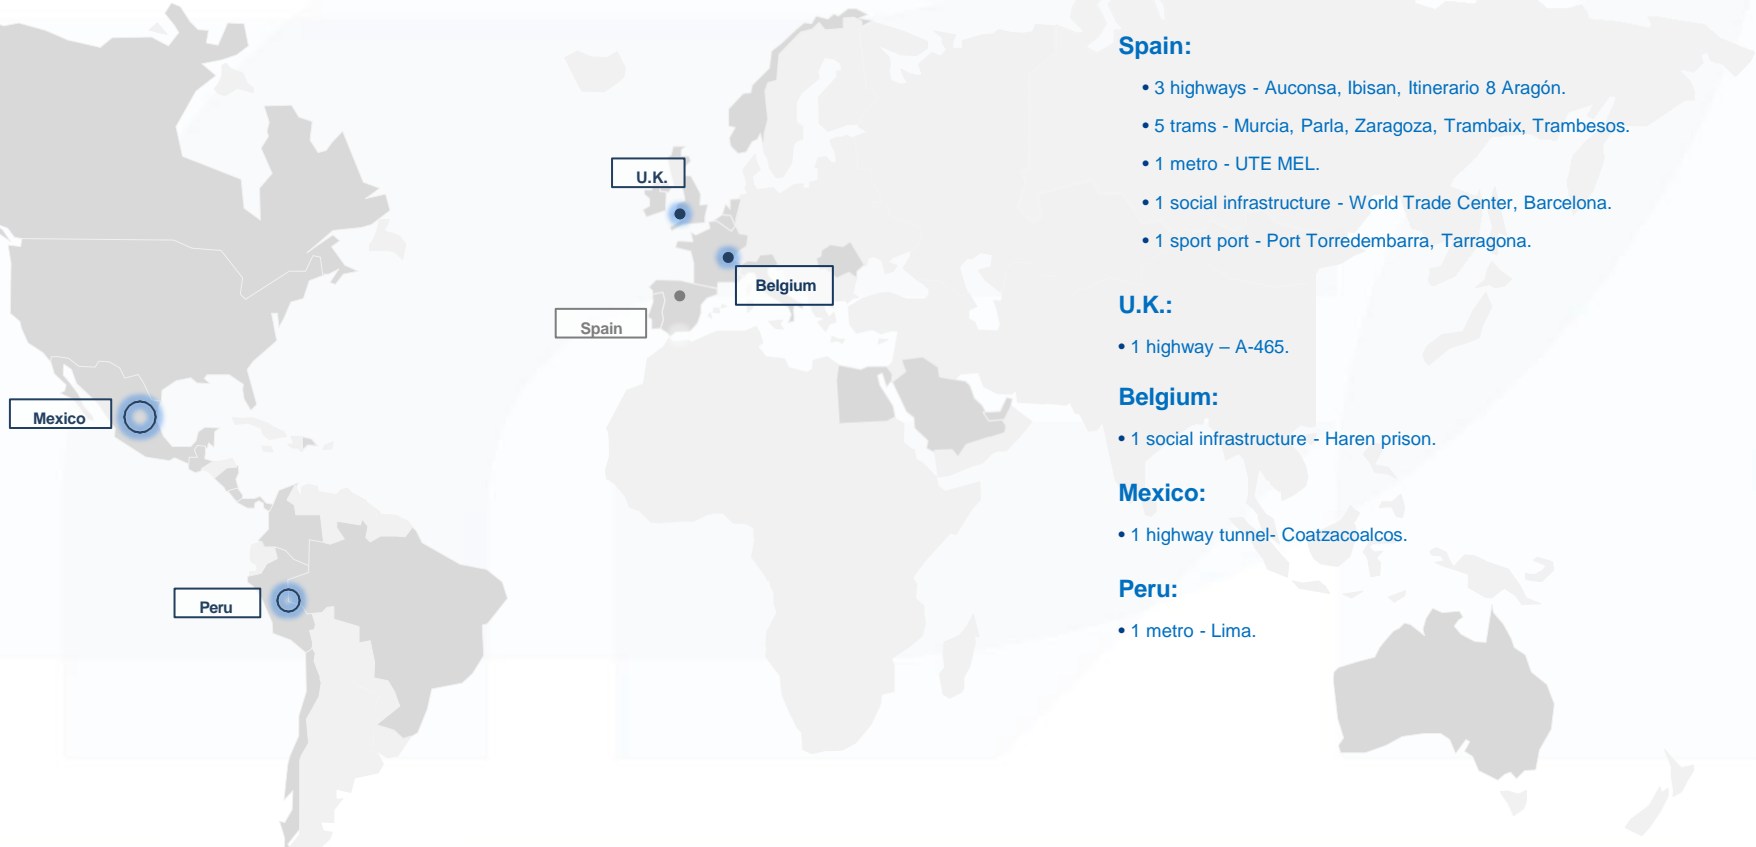 Spain:
• 3 highways - Auconsa, Ibisan, Itinerario 8 Aragón.
• 5 trams - Murcia, Parla, Zaragoza, Trambaix, Trambesos.
• 1 metro - UTE MEL.
• 1 social infrastructure - World Trade Center, Barcelona.
• 1 sport port - Port Torredembarra, Tarragona.
U.K.:
• 1 highway – A-465.
Belgium:
• 1 social infrastructure - Haren prison.
Mexico:
• 1 highway tunnel- Coatzacoalcos.
Peru:
• 1 metro - Lima.
U.K.
Belgium
Spain
Mexico
Peru